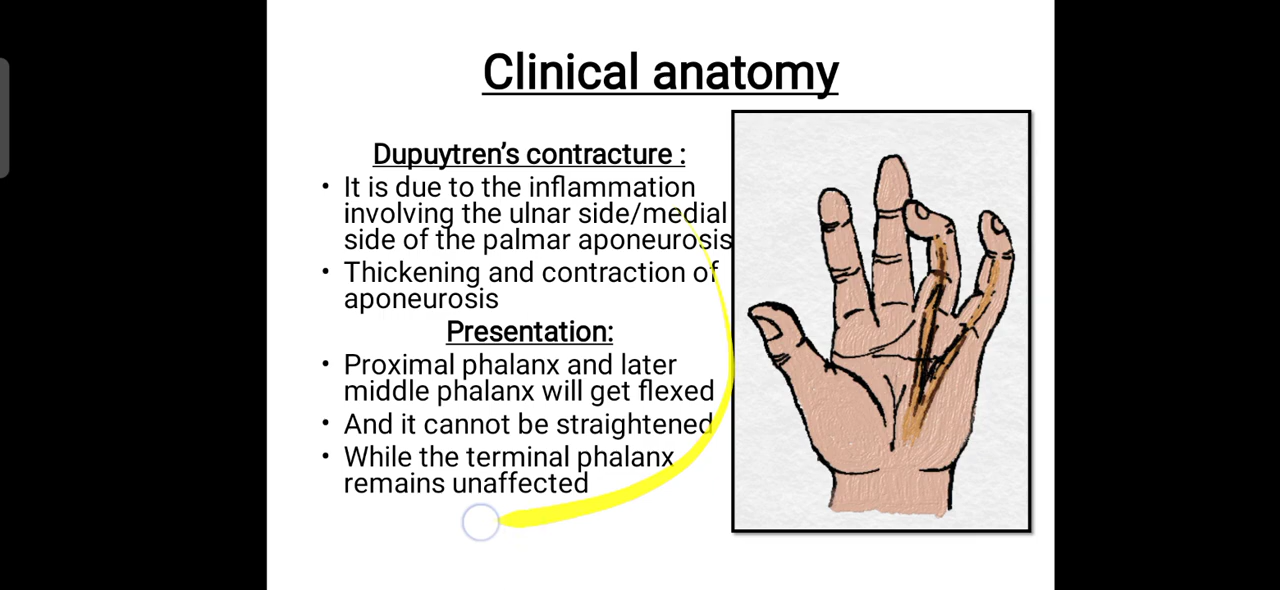 Clinical anatomy
Dupuytren’s contracture :
• It is due to the inflammation
involving the ulnar side/medial
side of the palmar aponeurosis
• Thickening and contraction of
aponeurosis
Presentation:
• Proximal phalanx and later
middle phalanx will get flexed
• And it cannot be straightened
• While the terminal phalanx
remains unaffected